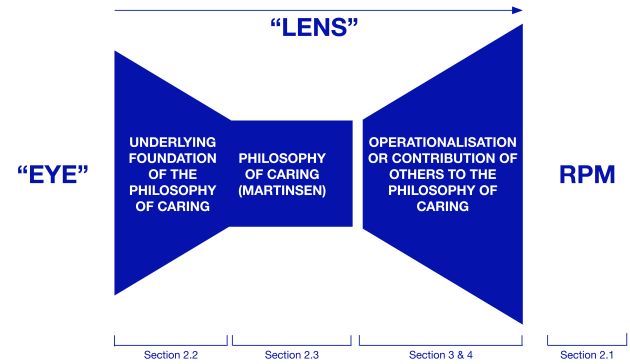 “LENS”
“EYE”
UNDERLYING
FOUNDATION
OF THE
PHILOSOPHY
OF CARING
PHILOSOPHY
OF CARING
(MARTINSEN)
OPERATIONALISATION
OR CONTRIBUTION OF
OTHERS TO THE
PHILOSOPHY OF
CARING
RPM
Section 2.2
Section 2.3
Section 3 & 4
Section 2.1